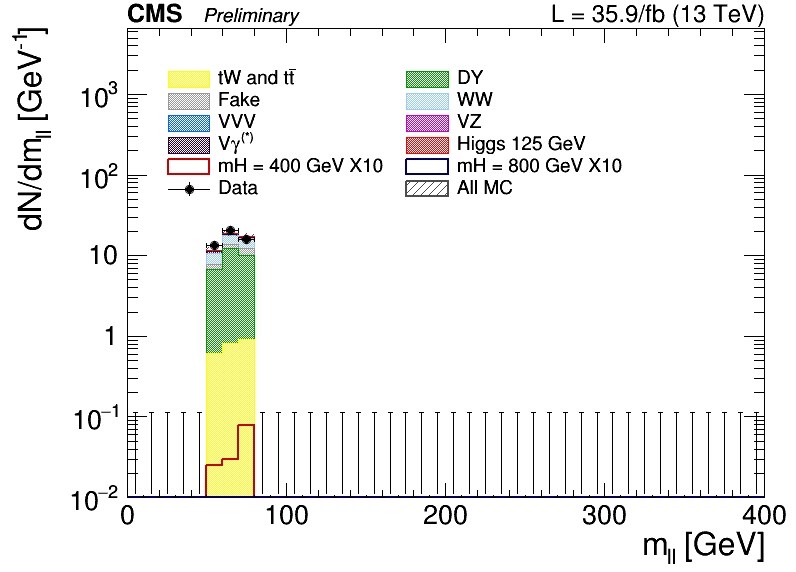 CMS Preliminary L = 35.9/fb (13 TeV)
dN/dm_ll [GeV⁻¹]
tW and tt̄ DY
Fake WW
VVV VZ
Vγ⁽*⁾ Higgs 125 GeV
mH = 400 GeV X10 mH = 800 GeV X10
Data All MC
10³
10²
10
1
10⁻¹
10⁻²
0 100 200 300 400
m_ll [GeV]